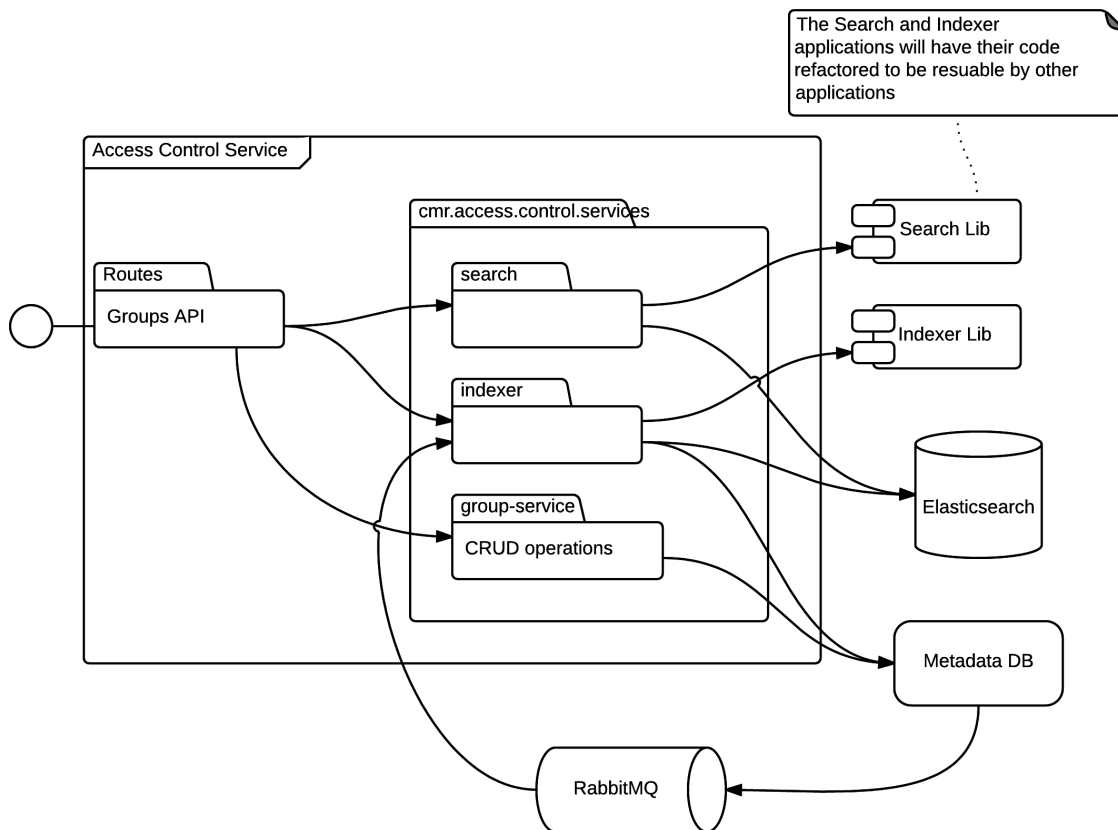 The Search and Indexer
applications will have their code
refactored to be resuable by other
applications
Access Control Service
cmr.access.control.services
Search Lib
Routes
search
Groups API
Indexer Lib
indexer
Elasticsearch
group-service
CRUD operations
Metadata DB
RabbitMQ